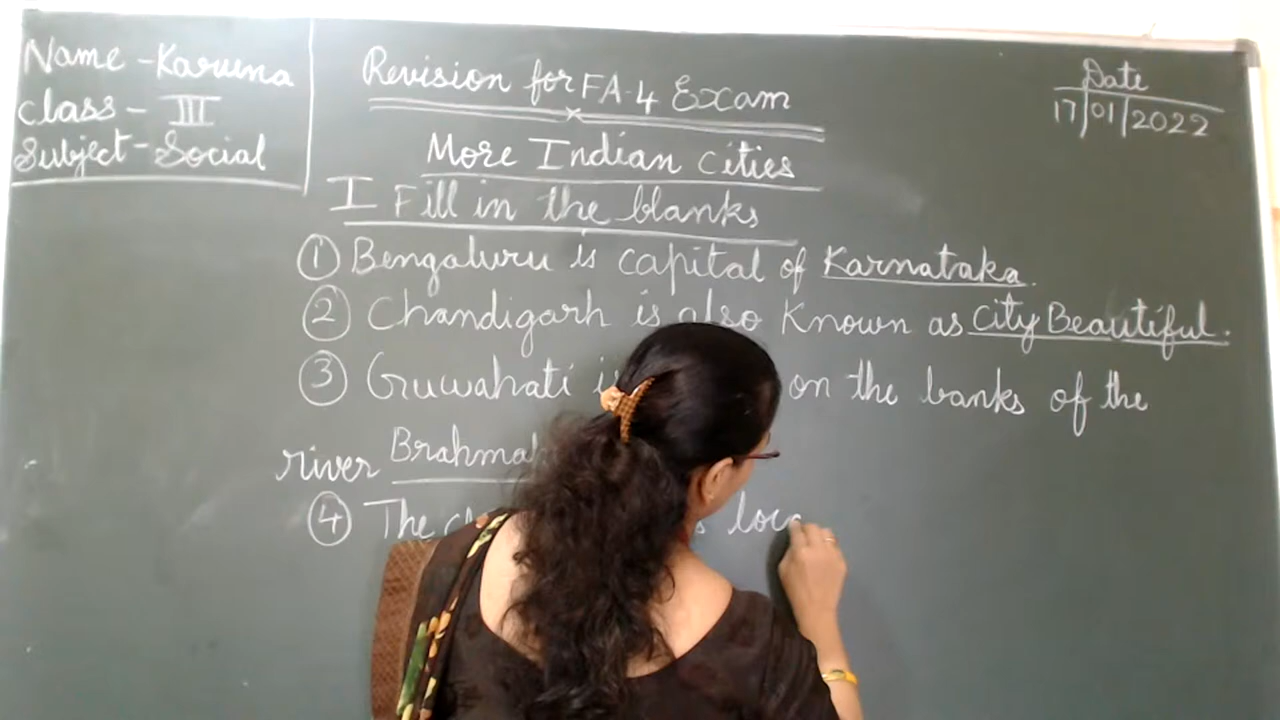 Name - Karuna
Class - III
Subject - Social
Revision for FA-4 Exam
Date
17/01/2022
More Indian Cities
I Fill in the blanks
① Bengaluru is capital of Karnataka.
② Chandigarh is also known as City Beautiful.
③ Guwahati on the banks of the
river Brahma
④ The loca